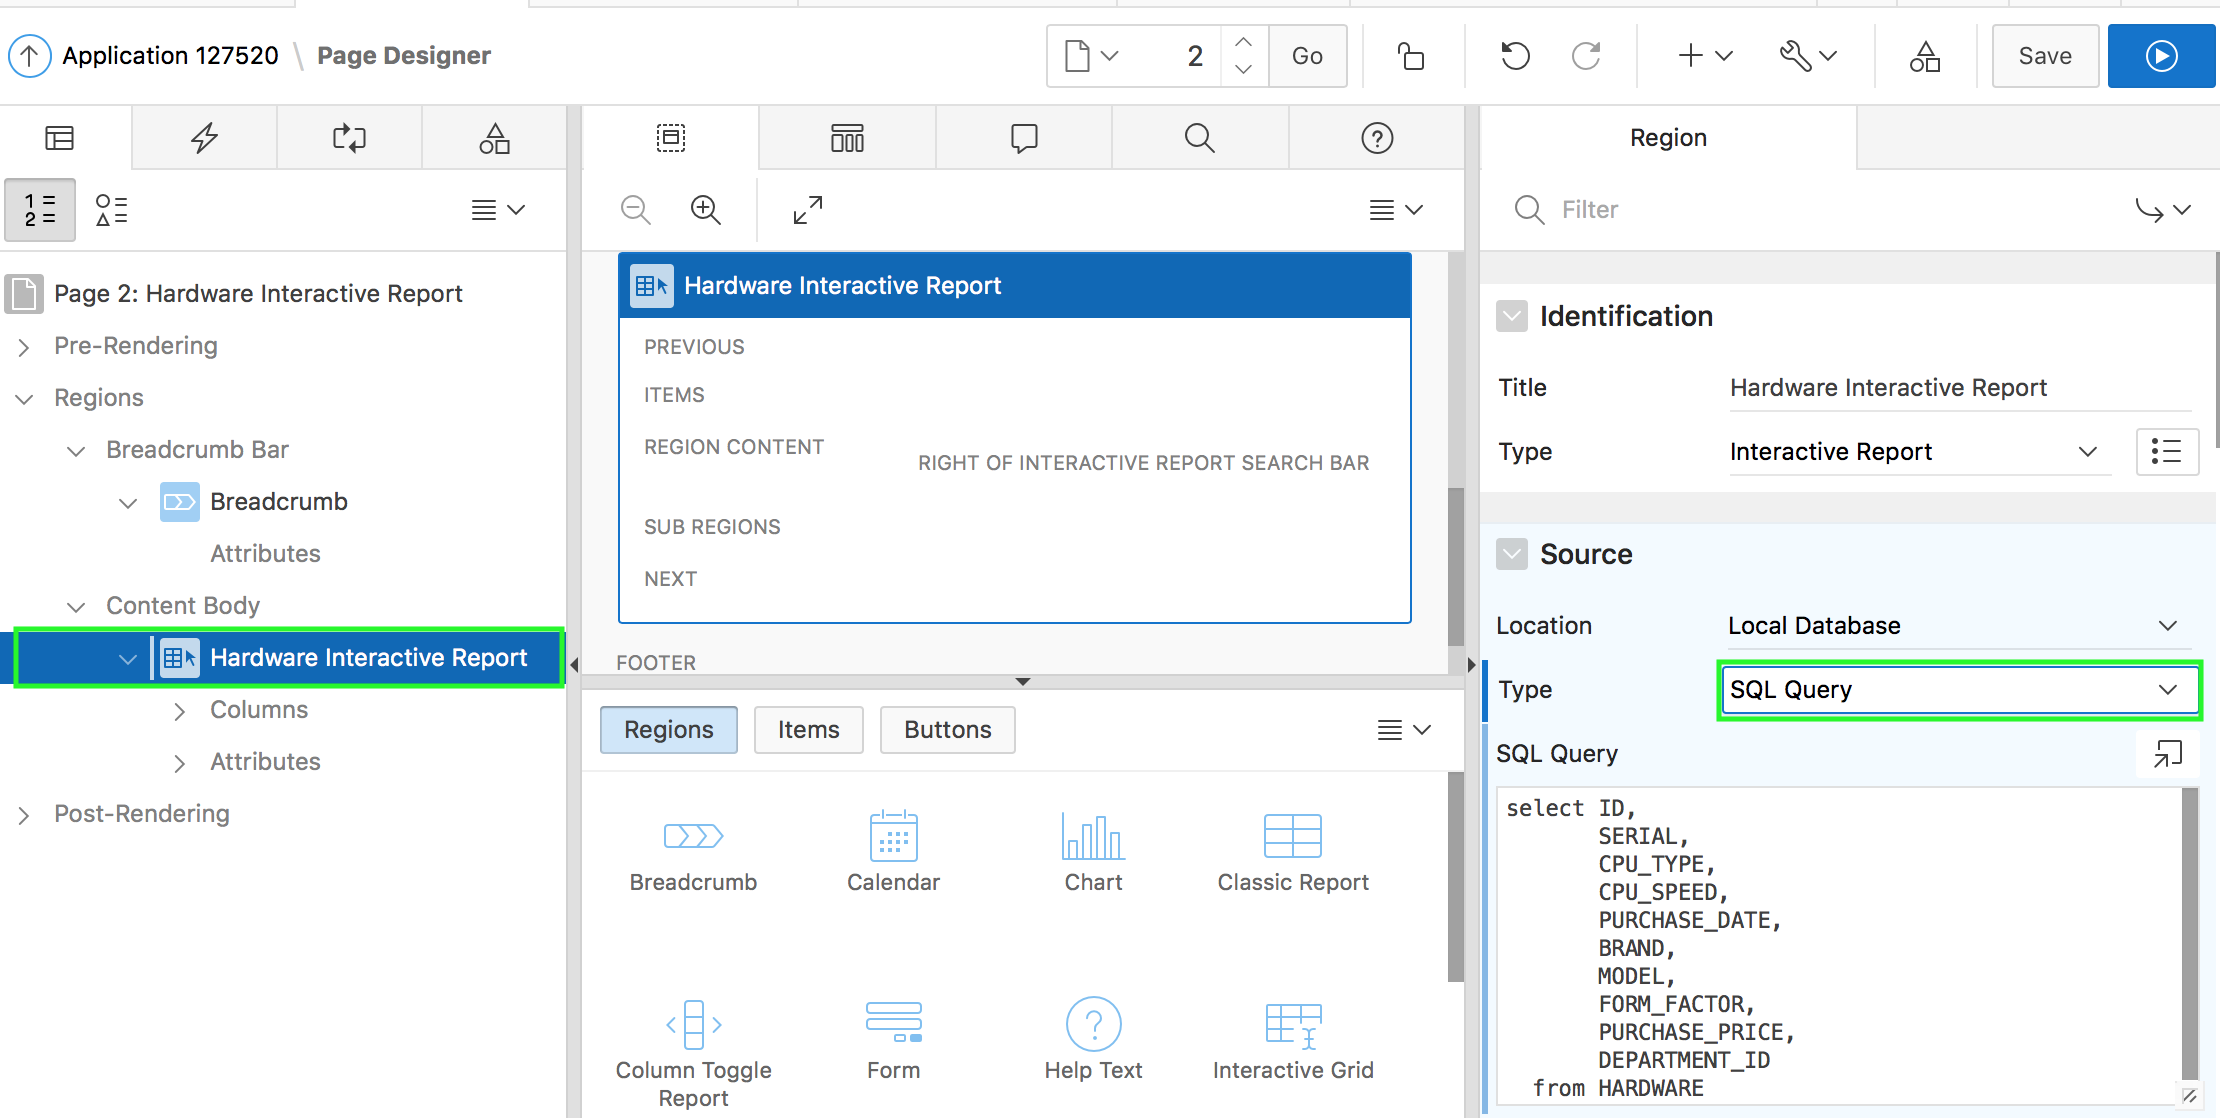 Application 127520 \ Page Designer
2
Go
Save
1
2
Page 2: Hardware Interactive Report
Pre-Rendering
Regions
Breadcrumb Bar
Breadcrumb
Attributes
Content Body
Hardware Interactive Report
Columns
Attributes
Post-Rendering
Hardware Interactive Report
PREVIOUS
ITEMS
REGION CONTENT
RIGHT OF INTERACTIVE REPORT SEARCH BAR
SUB REGIONS
NEXT
FOOTER
Regions
Items
Buttons
Breadcrumb
Calendar
Chart
Classic Report
Column Toggle
Report
Form
Help Text
Interactive Grid
Region
Filter
Identification
Title
Hardware Interactive Report
Type
Interactive Report
Source
Location
Local Database
Type
SQL Query
SQL Query
select ID,
SERIAL,
CPU_TYPE,
CPU_SPEED,
PURCHASE_DATE,
BRAND,
MODEL,
FORM_FACTOR,
PURCHASE_PRICE,
DEPARTMENT_ID
from HARDWARE